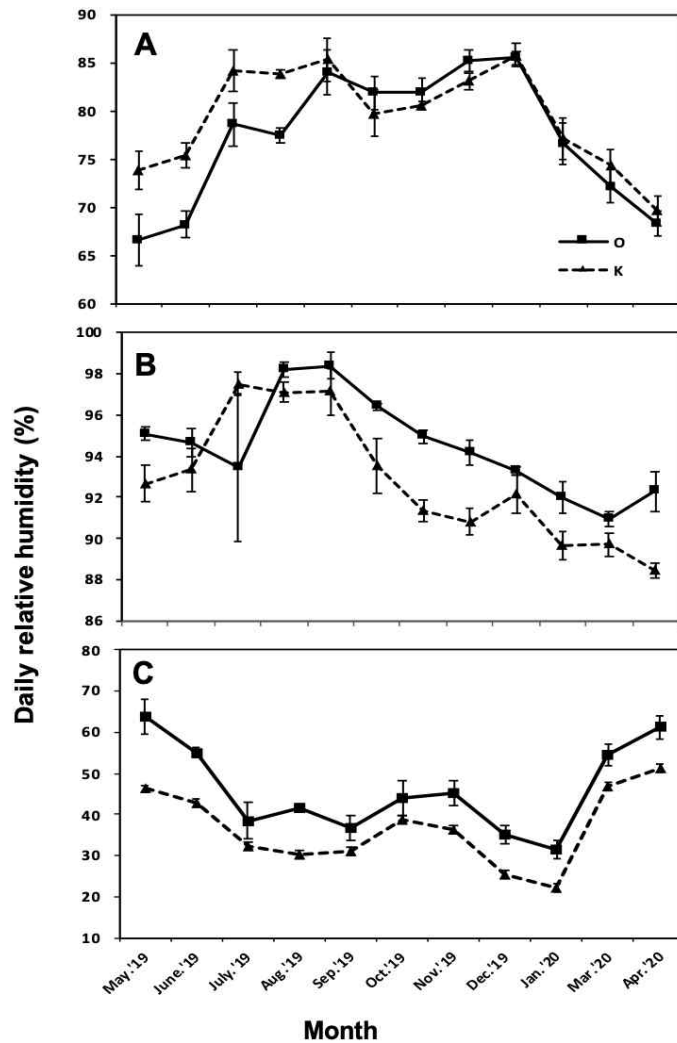 Daily relative humidity (%)
A
90
85
80
75
70
65
60
O
K
B
100
98
96
94
92
90
88
86
C
80
70
60
50
40
30
20
10
May.'19
June.'19
July.'19
Aug.'19
Sep.'19
Oct.'19
Nov.'19
Dec.'19
Jan.'20
Mar.'20
Apr.'20
Month